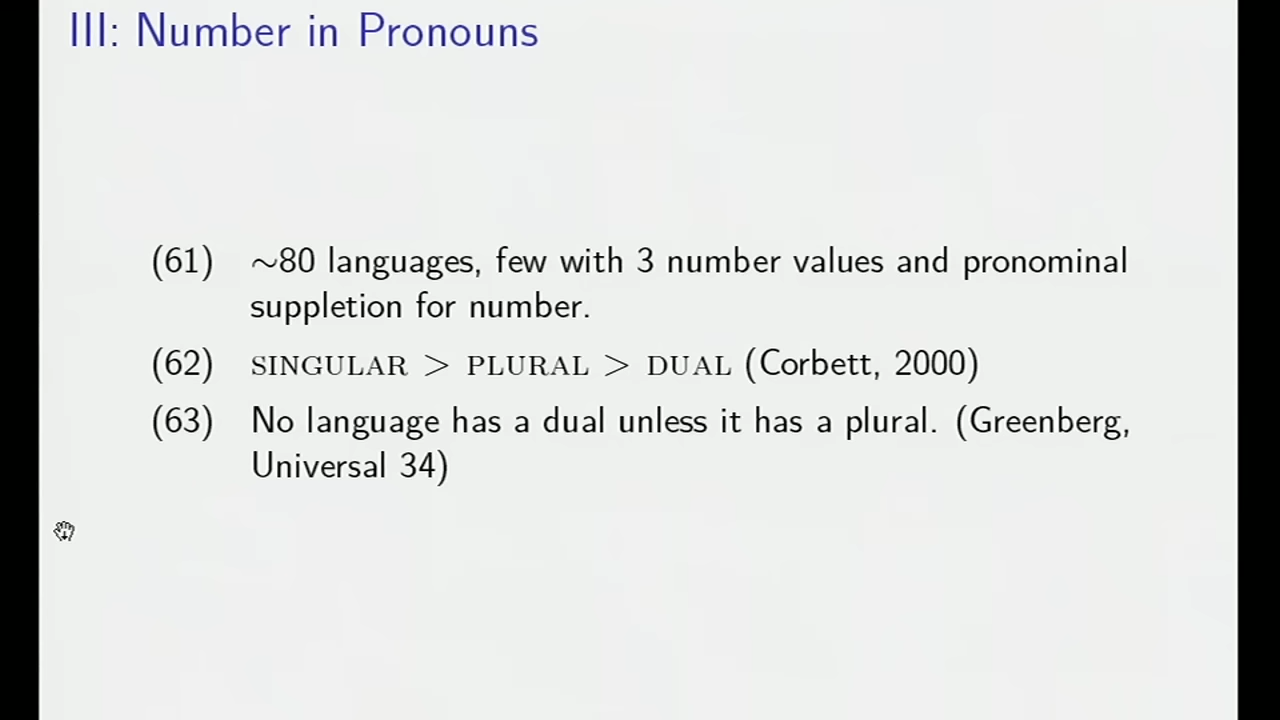 III: Number in Pronouns
(61) ~80 languages, few with 3 number values and pronominal
suppletion for number.
(62) SINGULAR > PLURAL > DUAL (Corbett, 2000)
(63) No language has a dual unless it has a plural. (Greenberg,
Universal 34)